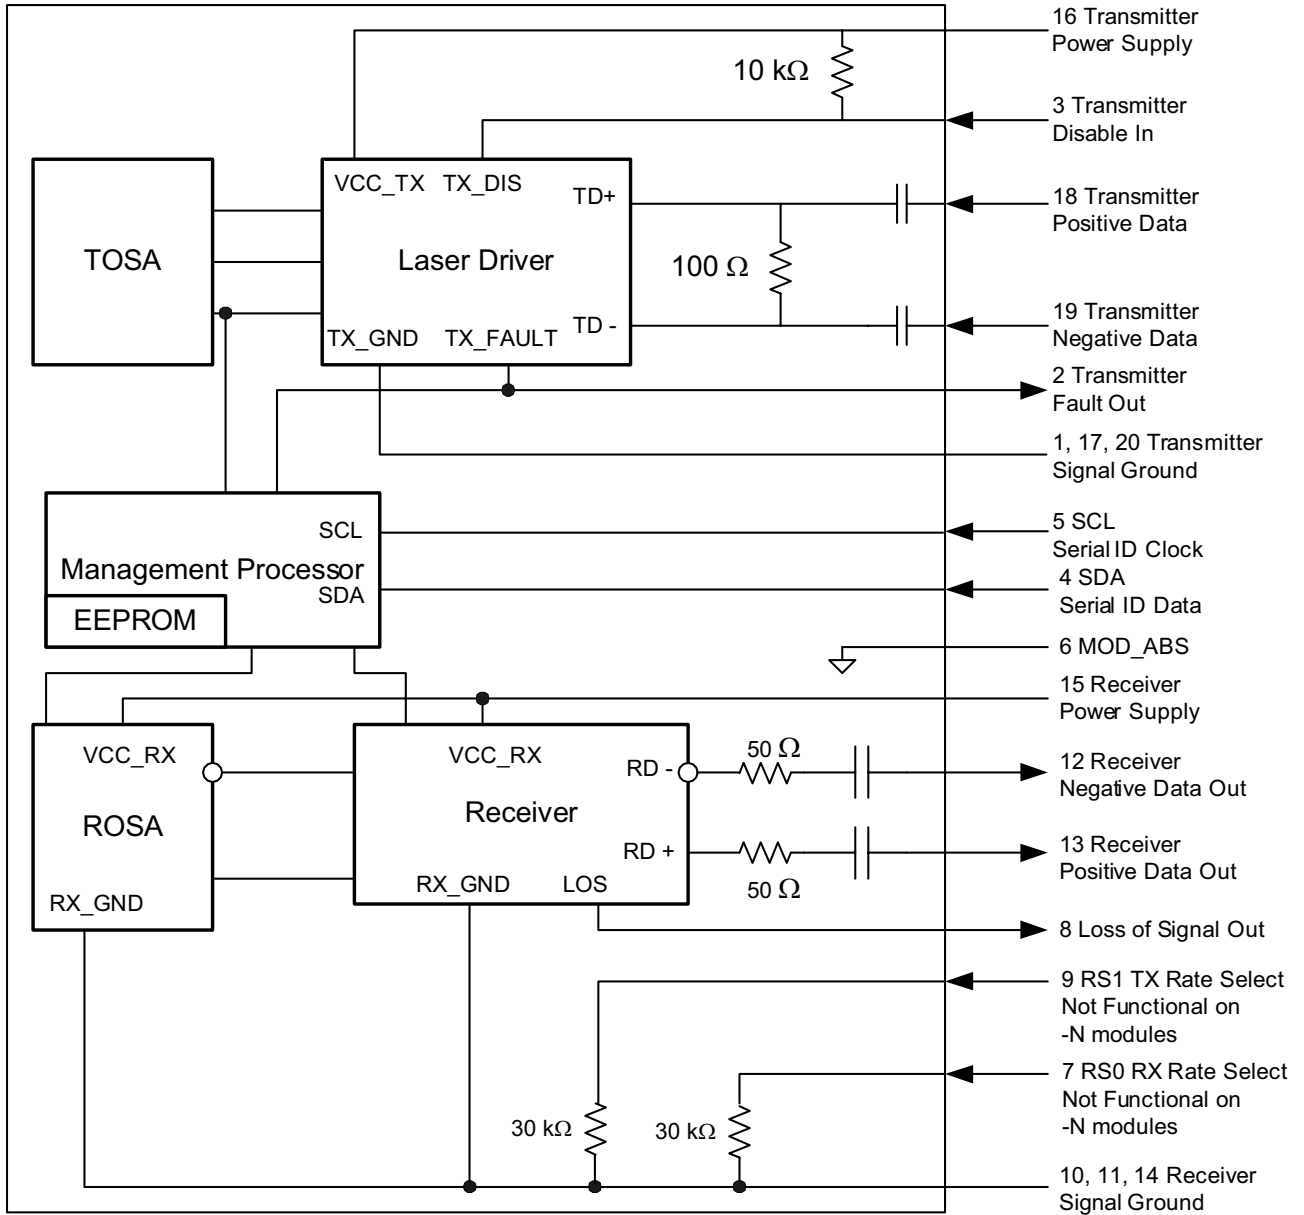 16 Transmitter
Power Supply
10 kΩ
3 Transmitter
Disable In
VCC_TX TX_DIS
TD+
18 Transmitter
Positive Data
TOSA
Laser Driver
100 Ω
TX_GND TX_FAULT
TD -
19 Transmitter
Negative Data
2 Transmitter
Fault Out
1, 17, 20 Transmitter
Signal Ground
SCL
5 SCL
Serial ID Clock
Management Processor
SDA
4 SDA
Serial ID Data
EEPROM
6 MOD_ABS
15 Receiver
Power Supply
VCC_RX
VCC_RX
RD -
50 Ω
12 Receiver
Negative Data Out
ROSA
Receiver
RD +
50 Ω
13 Receiver
Positive Data Out
RX_GND
RX_GND LOS
8 Loss of Signal Out
9 RS1 TX Rate Select
Not Functional on
-N modules
7 RS0 RX Rate Select
Not Functional on
-N modules
30 kΩ
30 kΩ
10, 11, 14 Receiver
Signal Ground